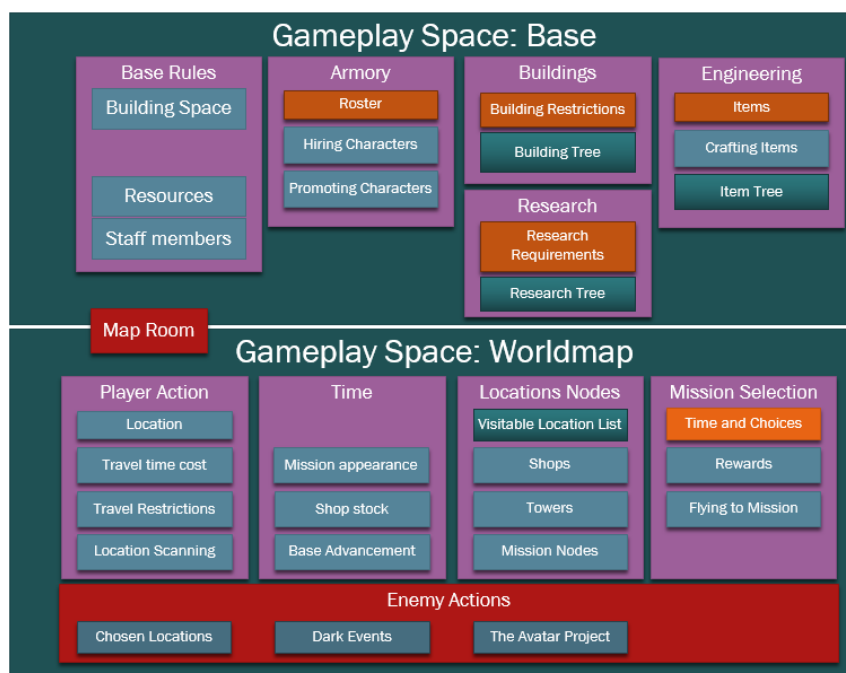 Gameplay Space: Base
Base Rules
Building Space
Resources
Staff members
Armory
Roster
Hiring Characters
Promoting Characters
Buildings
Building Restrictions
Building Tree
Research
Research
Requirements
Research Tree
Engineering
Items
Crafting Items
Item Tree
Map Room
Gameplay Space: Worldmap
Player Action
Location
Travel time cost
Travel Restrictions
Location Scanning
Time
Mission appearance
Shop stock
Base Advancement
Locations Nodes
Visitable Location List
Shops
Towers
Mission Nodes
Mission Selection
Time and Choices
Rewards
Flying to Mission
Enemy Actions
Chosen Locations
Dark Events
The Avatar Project